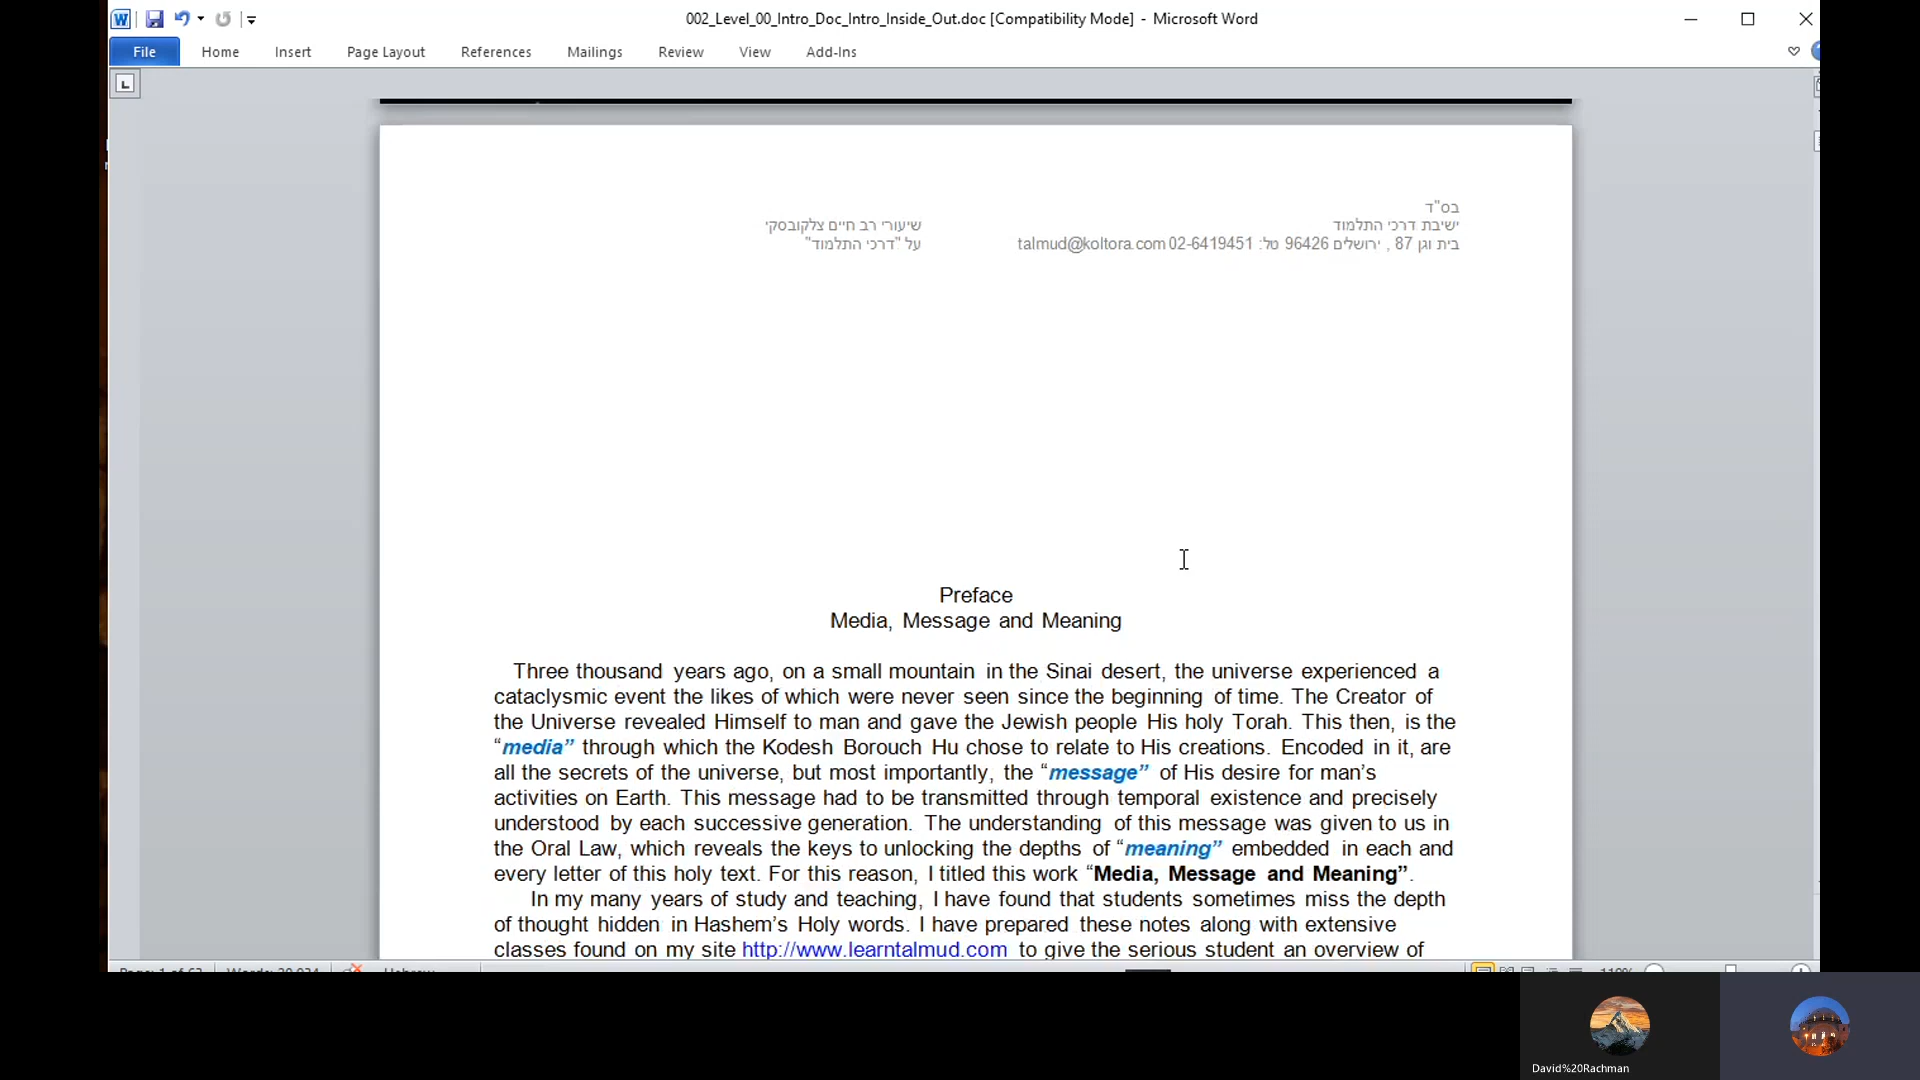 002_Level_00_Intro_Doc_Intro_Inside_Out.doc [Compatibility Mode] - Microsoft Word
File Home Insert Page Layout References Mailings Review View Add-Ins
בס"ד
ישיבת דרכי התלמוד
שיעורי רב חיים צלקובסקי
בית וגן 87 , ירושלים 96426 טל: 02-6419451 talmud@koltora.com
על "דרכי התלמוד"
Preface
Media, Message and Meaning
Three thousand years ago, on a small mountain in the Sinai desert, the universe experienced a
cataclysmic event the likes of which were never seen since the beginning of time. The Creator of
the Universe revealed Himself to man and gave the Jewish people His holy Torah. This then, is the
“media” through which the Kodesh Borouch Hu chose to relate to His creations. Encoded in it, are
all the secrets of the universe, but most importantly, the “message” of His desire for man’s
activities on Earth. This message had to be transmitted through temporal existence and precisely
understood by each successive generation. The understanding of this message was given to us in
the Oral Law, which reveals the keys to unlocking the depths of “meaning” embedded in each and
every letter of this holy text. For this reason, I titled this work “Media, Message and Meaning”.
In my many years of study and teaching, I have found that students sometimes miss the depth
of thought hidden in Hashem’s Holy words. I have prepared these notes along with extensive
classes found on my site http://www.learntalmud.com to give the serious student an overview of
David%20Rachman